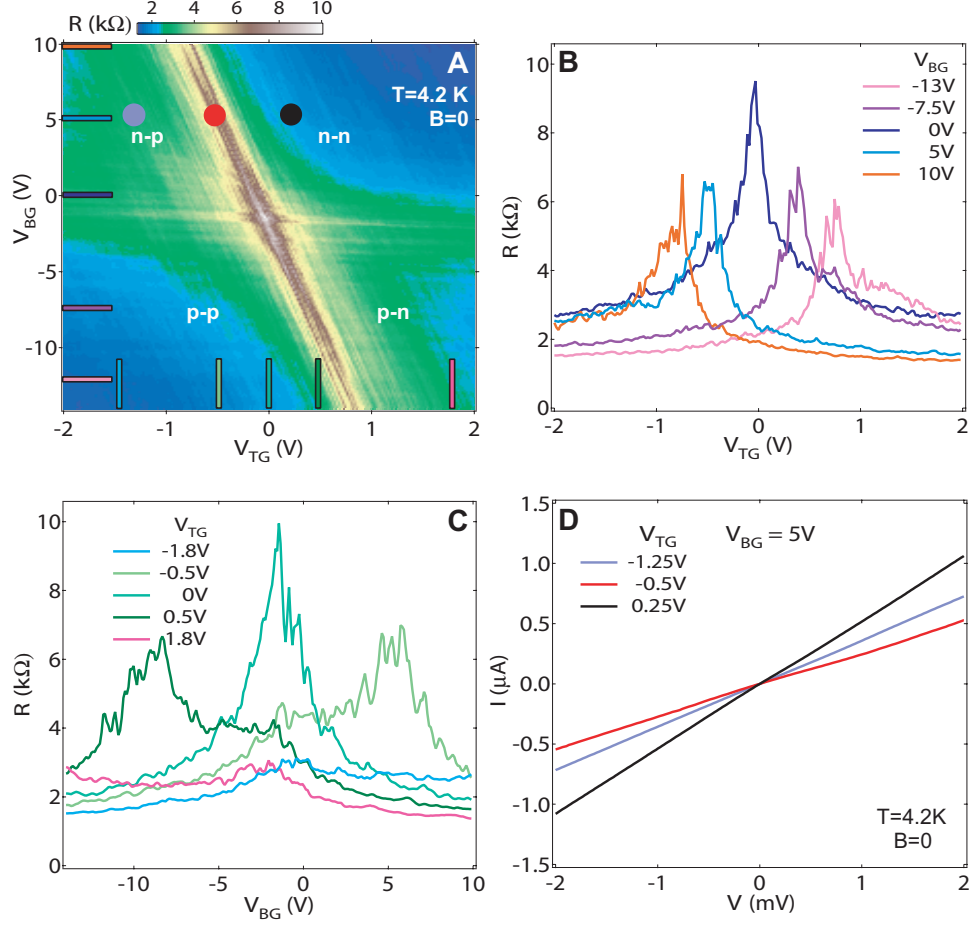 R (kΩ) 2 4 6 8 10
A
T=4.2 K
B=0
n-p
n-n
p-p
p-n
10
5
0
-5
-10
V_BG (V)
-2 -1 0 1 2
V_TG (V)
B
V_BG
-13V
-7.5V
0V
5V
10V
10
8
6
4
2
0
R (kΩ)
-2 -1 0 1 2
V_TG (V)
C
V_TG
-1.8V
-0.5V
0V
0.5V
1.8V
10
8
6
4
2
0
R (kΩ)
-10 -5 0 5 10
V_BG (V)
D
V_TG V_BG = 5V
-1.25V
-0.5V
0.25V
1.5
1.0
0.5
0.0
-0.5
-1.0
-1.5
I (μA)
T=4.2K
B=0
-2 -1 0 1 2
V (mV)